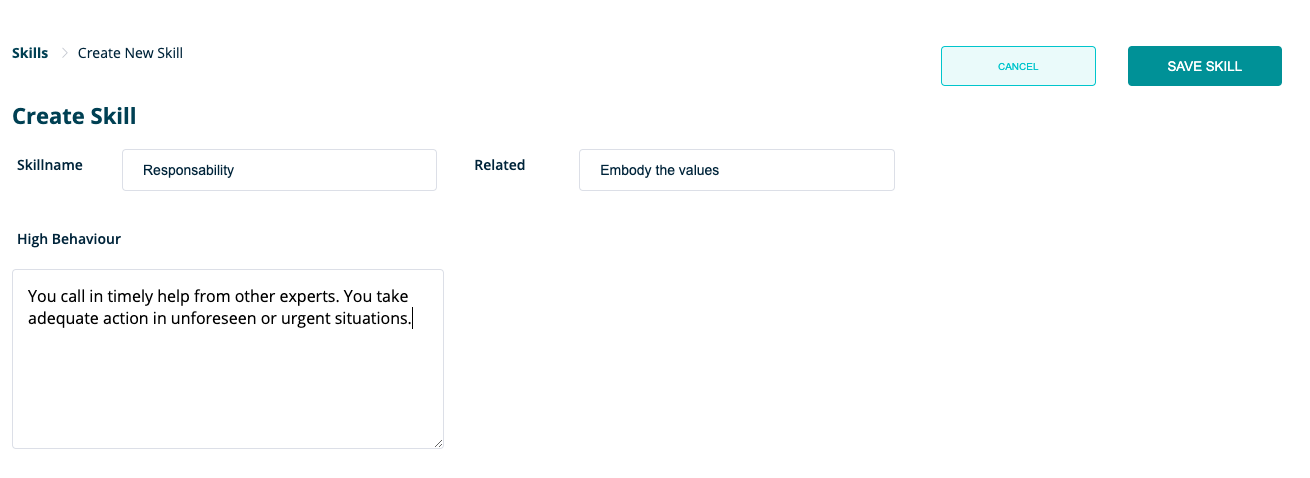 Skills > Create New Skill
CANCEL
SAVE SKILL
Create Skill
Skillname
Responsability
Related
Embody the values
High Behaviour
You call in timely help from other experts. You take
adequate action in unforeseen or urgent situations.